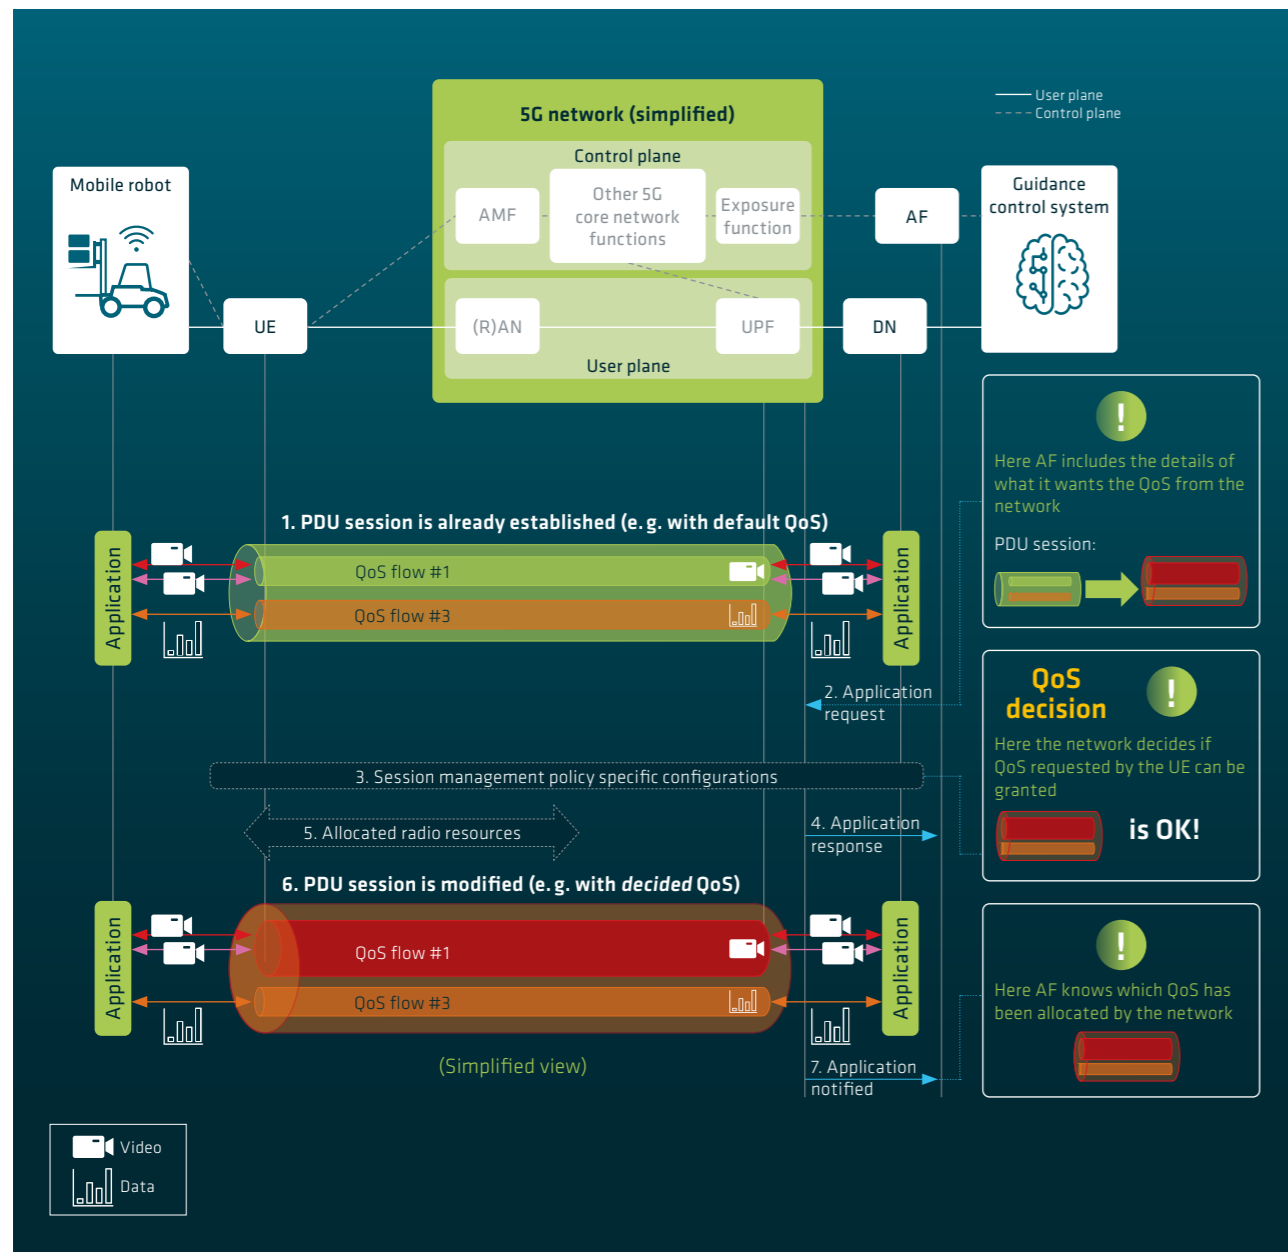 5G network (simplified)
User plane
Control plane
Control plane
Mobile robot
AMF
Other 5G
core network
functions
Exposure
function
AF
Guidance
control system
UE
(R)AN
UPF
DN
User plane
!
Here AF includes the details of
what it wants the QoS from the
network
PDU session:
1. PDU session is already established (e. g. with default QoS)
Application
QoS flow #1
QoS flow #3
Application
2. Application
request
QoS
decision
!
Here the network decides if
QoS requested by the UE can be
granted
is OK!
3. Session management policy specific configurations
4. Application
response
5. Allocated radio resources
6. PDU session is modified (e. g. with decided QoS)
Application
QoS flow #1
QoS flow #3
Application
!
Here AF knows which QoS has
been allocated by the network
(Simplified view)
7. Application
notified
Video
Data